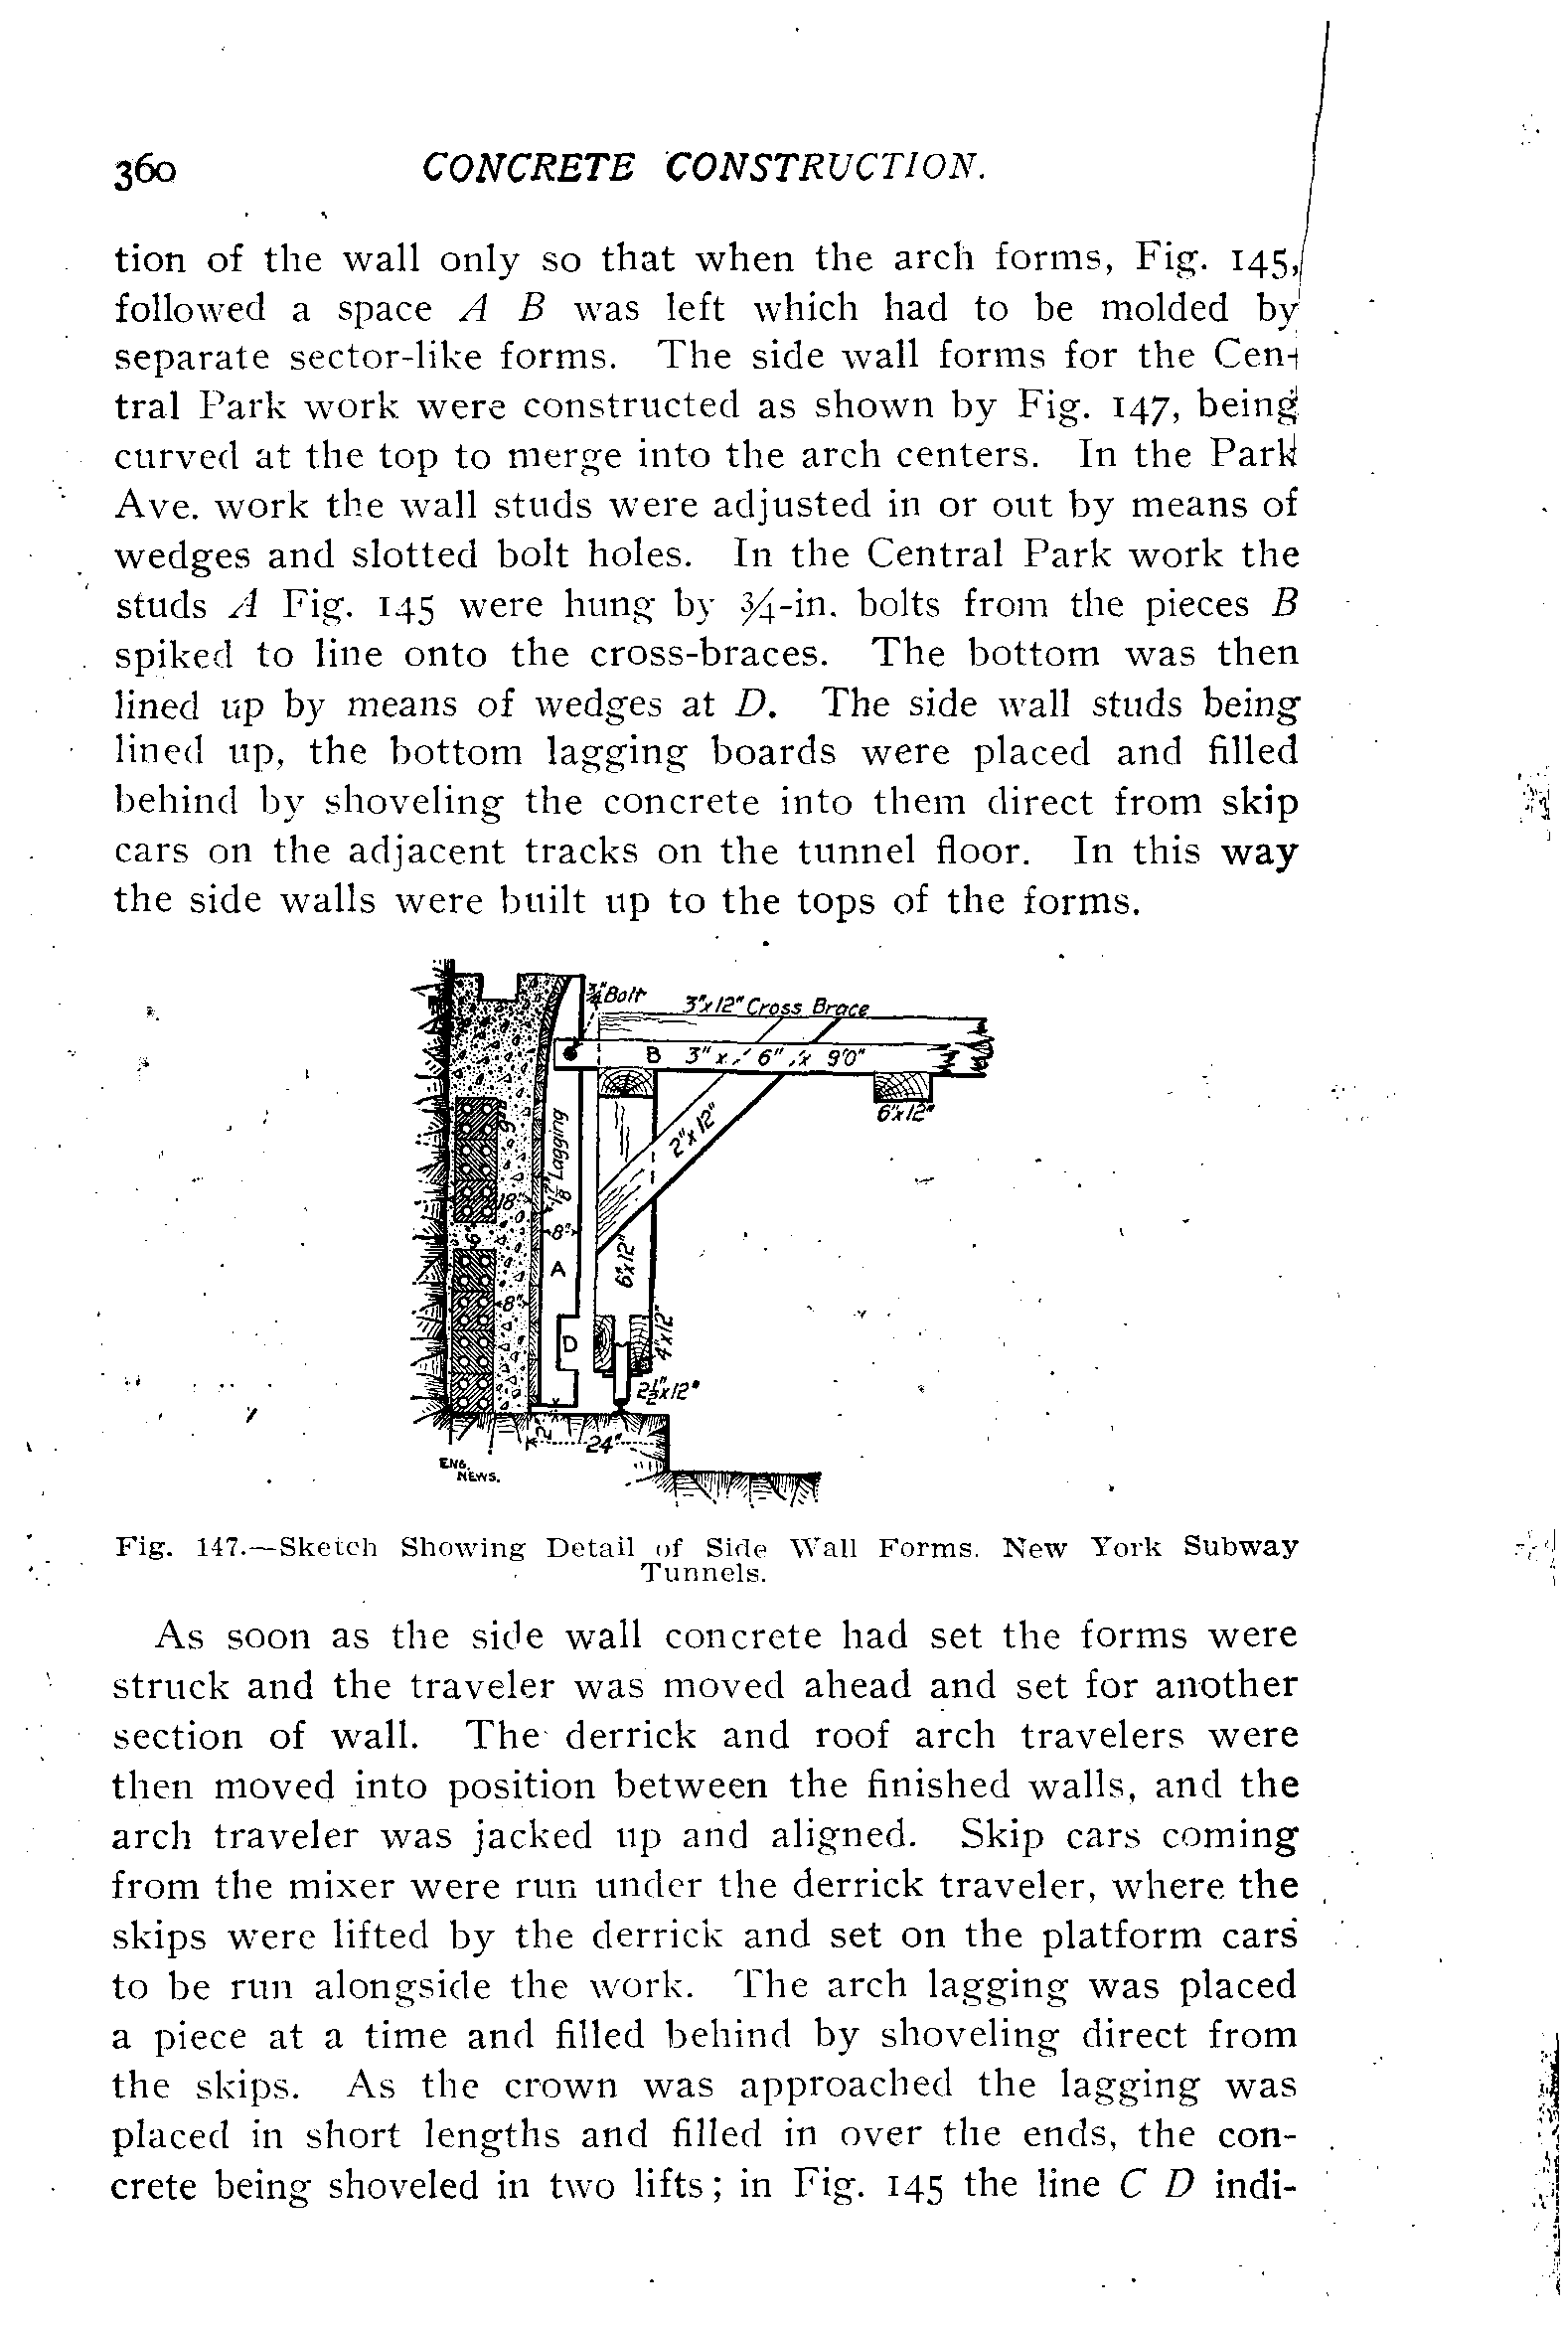 360 CONCRETE CONSTRUCTION.
tion of the wall only so that when the arch forms, Fig. 145,
followed a space A B was left which had to be molded by
separate sector-like forms. The side wall forms for the Cen-
tral Park work were constructed as shown by Fig. 147, being
curved at the top to merge into the arch centers. In the Park
Ave. work the wall studs were adjusted in or out by means of
wedges and slotted bolt holes. In the Central Park work the
studs A Fig. 145 were hung by ¾-in. bolts from the pieces B
spiked to line onto the cross-braces. The bottom was then
lined up by means of wedges at D. The side wall studs being
lined up, the bottom lagging boards were placed and filled
behind by shoveling the concrete into them direct from skip
cars on the adjacent tracks on the tunnel floor. In this way
the side walls were built up to the tops of the forms.
¾" Bolt
3"x12" Cross Brace
B 3" x 6" x 9'0"
6"x12"
2"x12"
Lagging
18"
8"
A
6"
6"x12"
8"
D
4"x12"
2½"x12"
2"
24"
ENG.
NEWS.
Fig. 147.—Sketch Showing Detail of Side Wall Forms. New York Subway
Tunnels.
As soon as the side wall concrete had set the forms were
struck and the traveler was moved ahead and set for another
section of wall. The derrick and roof arch travelers were
then moved into position between the finished walls, and the
arch traveler was jacked up and aligned. Skip cars coming
from the mixer were run under the derrick traveler, where the
skips were lifted by the derrick and set on the platform cars
to be run alongside the work. The arch lagging was placed
a piece at a time and filled behind by shoveling direct from
the skips. As the crown was approached the lagging was
placed in short lengths and filled in over the ends, the con-
crete being shoveled in two lifts; in Fig. 145 the line C D indi-